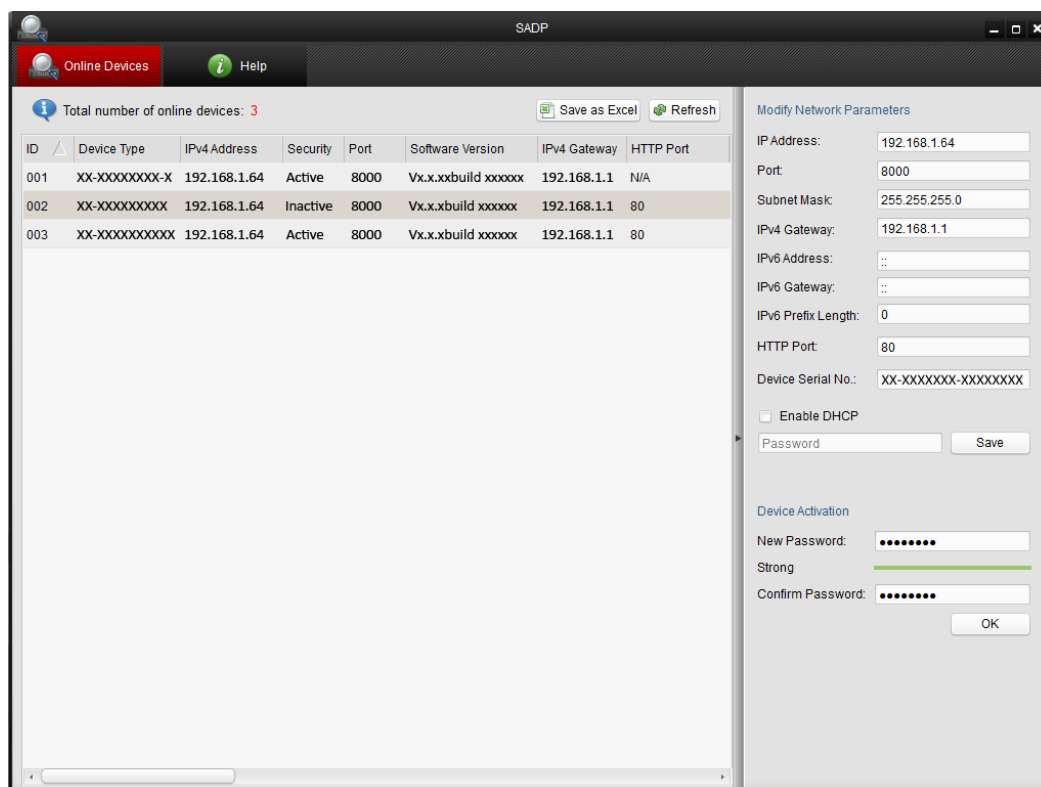 SADP
Online Devices Help
Total number of online devices: 3 Save as Excel Refresh
ID Device Type IPv4 Address Security Port Software Version IPv4 Gateway HTTP Port
001 XX-XXXXXXXX-X 192.168.1.64 Active 8000 Vx.x.xxbuild xxxxxx 192.168.1.1 N/A
002 XX-XXXXXXXXX 192.168.1.64 Inactive 8000 Vx.x.xbuild xxxxxx 192.168.1.1 80
003 XX-XXXXXXXXXX 192.168.1.64 Active 8000 Vx.x.xbuild xxxxxx 192.168.1.1 80
Modify Network Parameters
IP Address: 192.168.1.64
Port: 8000
Subnet Mask: 255.255.255.0
IPv4 Gateway: 192.168.1.1
IPv6 Address: ::
IPv6 Gateway: ::
IPv6 Prefix Length: 0
HTTP Port: 80
Device Serial No.: XX-XXXXXXX-XXXXXXXX
Enable DHCP
Password Save
Device Activation
New Password: ●●●●●●●●
Strong
Confirm Password: ●●●●●●●●
OK